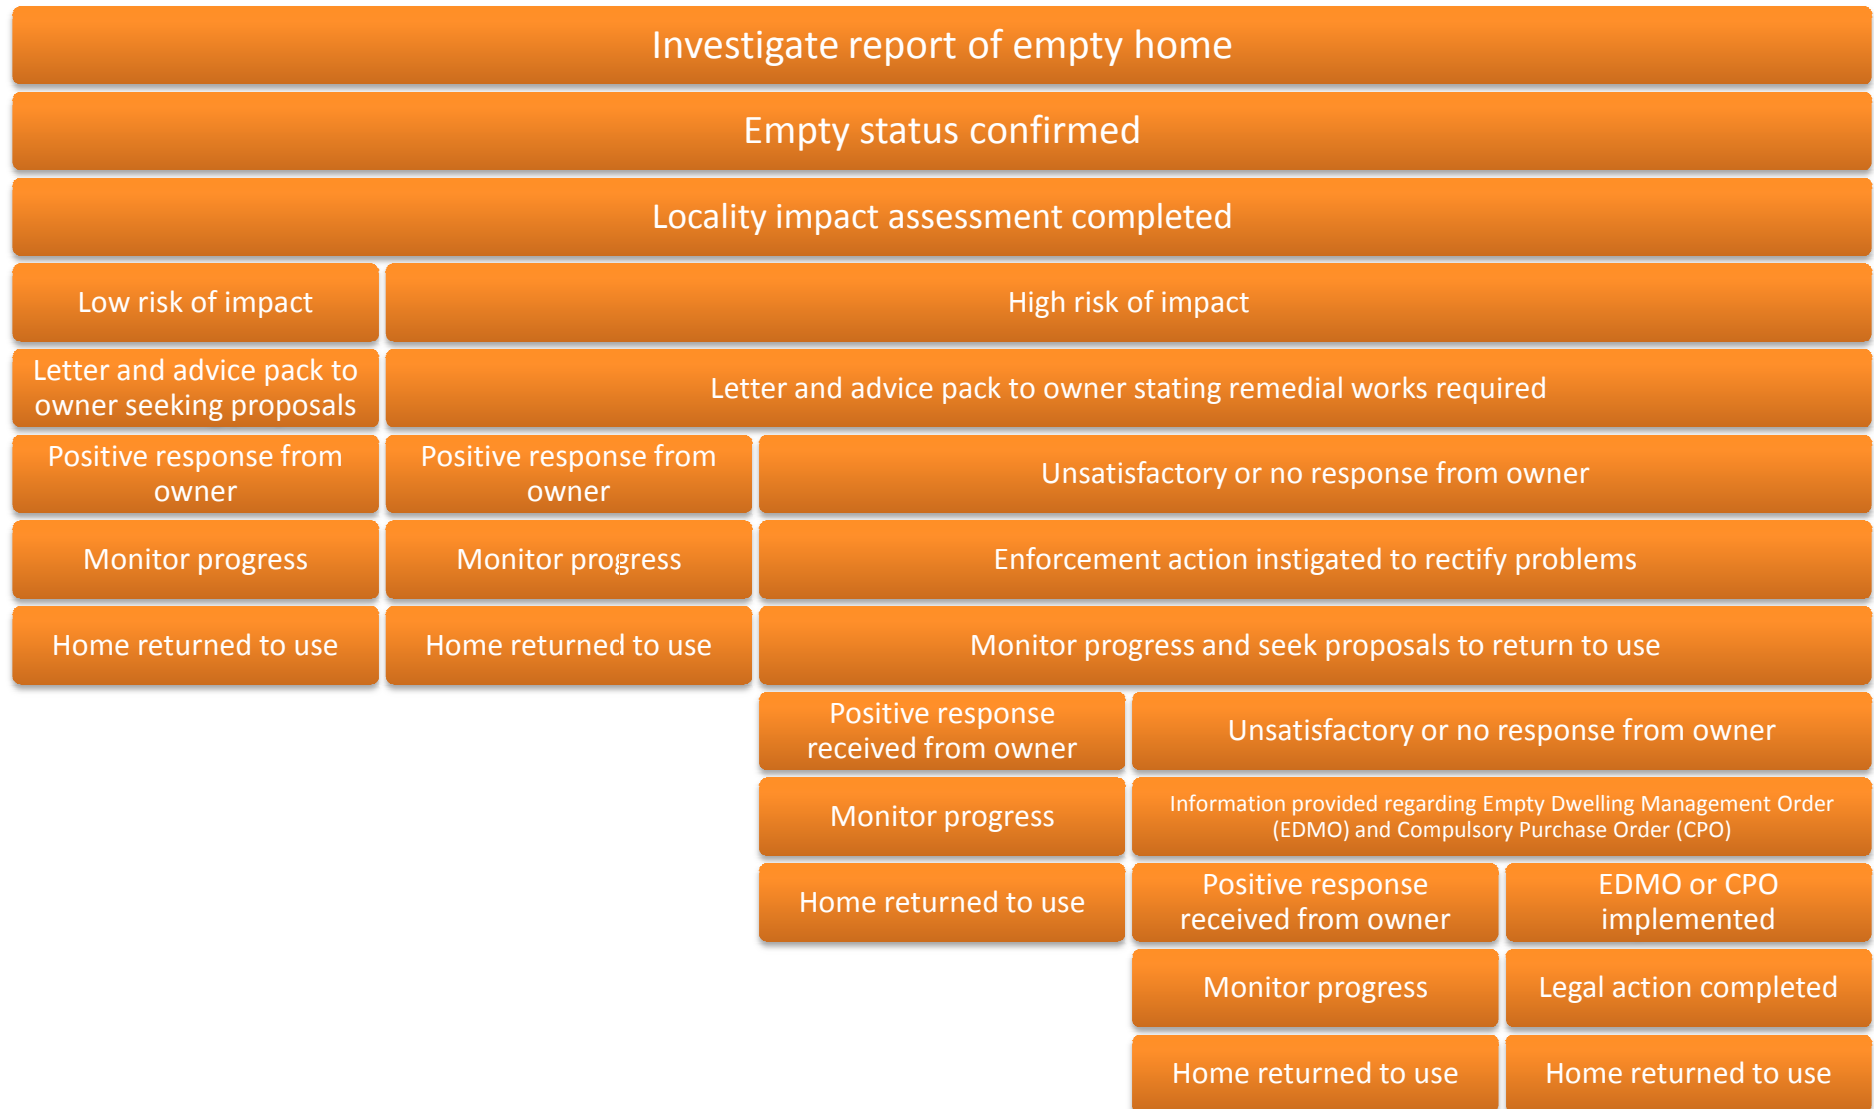 Investigate report of empty home
Empty status confirmed
Locality impact assessment completed
Low risk of impact
High risk of impact
Letter and advice pack to
owner seeking proposals
Letter and advice pack to owner stating remedial works required
Positive response from
owner
Positive response from
owner
Unsatisfactory or no response from owner
Monitor progress
Monitor progress
Enforcement action instigated to rectify problems
Home returned to use
Home returned to use
Monitor progress and seek proposals to return to use
Positive response
received from owner
Unsatisfactory or no response from owner
Monitor progress
Information provided regarding Empty Dwelling Management Order
(EDMO) and Compulsory Purchase Order (CPO)
Home returned to use
Positive response
received from owner
EDMO or CPO
implemented
Monitor progress
Legal action completed
Home returned to use
Home returned to use